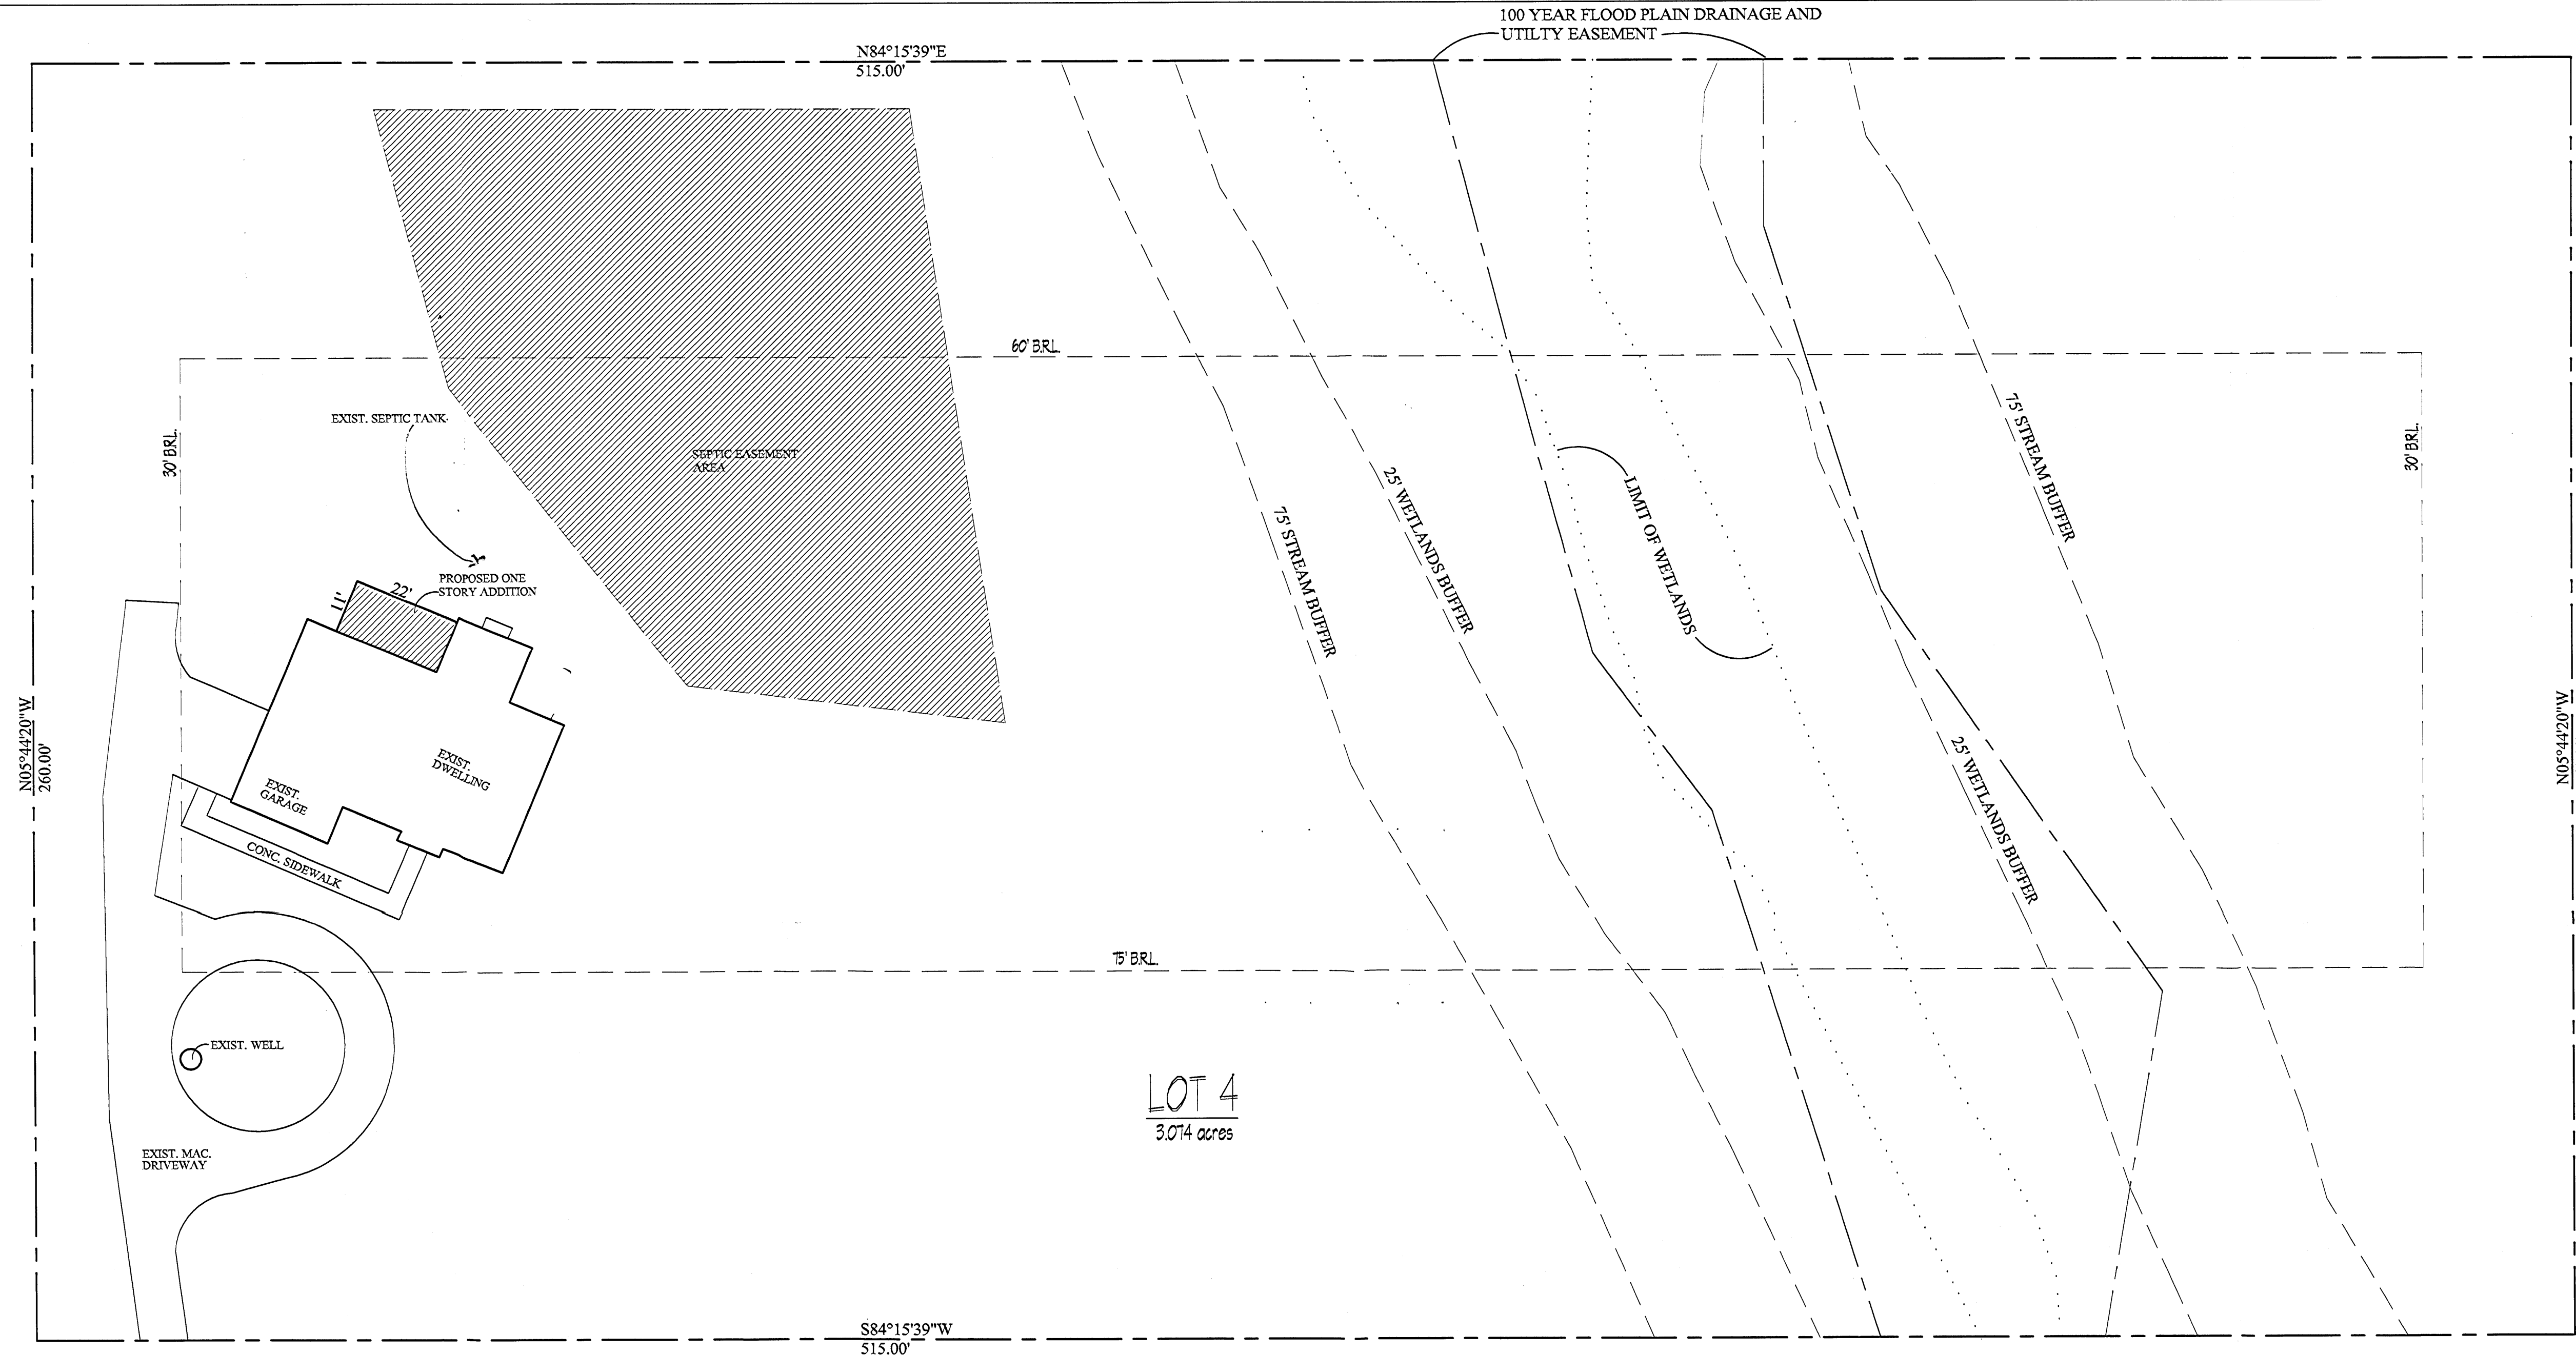 100 YEAR FLOOD PLAIN DRAINAGE AND
UTILTY EASEMENT
N84°15'39"E
515.00'
60' B.R.L.
EXIST. SEPTIC TANK
30' B.R.L.
SEPTIC EASEMENT
AREA
75' STREAM BUFFER
25' WETLANDS BUFFER
LIMIT OF WETLANDS
75' STREAM BUFFER
30' B.R.L.
PROPOSED ONE
STORY ADDITION
22'
11'
N05°44'20"W
260.00'
EXIST.
DWELLING
EXIST.
GARAGE
CONC. SIDEWALK
25' WETLANDS BUFFER
N05°44'20"W
75' B.R.L.
EXIST. WELL
LOT 4
3.074 acres
EXIST. MAC.
DRIVEWAY
S84°15'39"W
515.00'